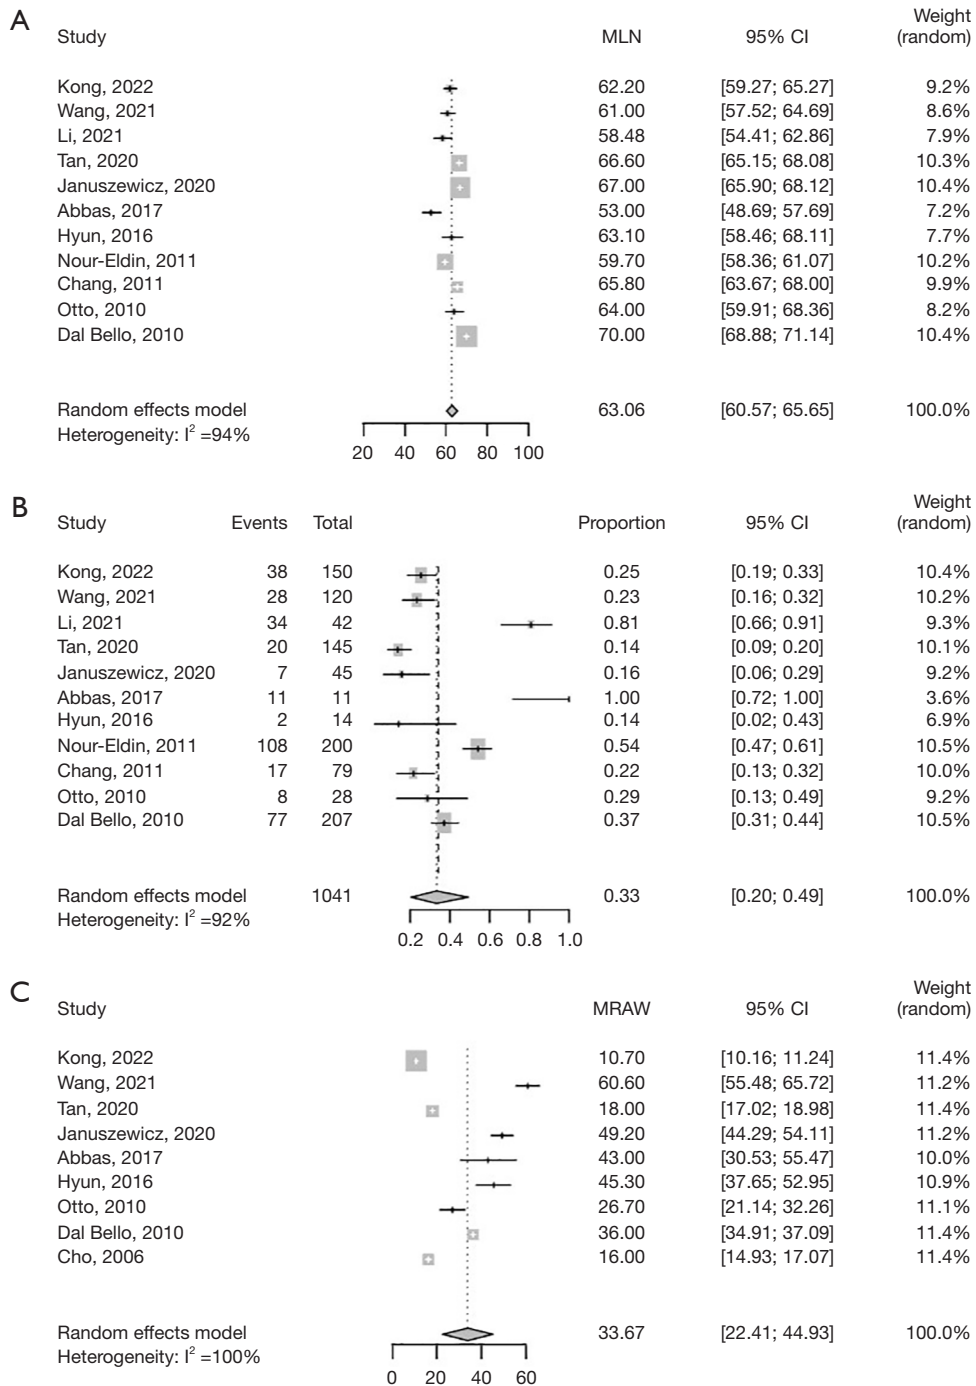 A
Study MLN 95% CI Weight (random)
Kong, 2022 62.20 [59.27; 65.27] 9.2%
Wang, 2021 61.00 [57.52; 64.69] 8.6%
Li, 2021 58.48 [54.41; 62.86] 7.9%
Tan, 2020 66.60 [65.15; 68.08] 10.3%
Januszewicz, 2020 67.00 [65.90; 68.12] 10.4%
Abbas, 2017 53.00 [48.69; 57.69] 7.2%
Hyun, 2016 63.10 [58.46; 68.11] 7.7%
Nour-Eldin, 2011 59.70 [58.36; 61.07] 10.2%
Chang, 2011 65.80 [63.67; 68.00] 9.9%
Otto, 2010 64.00 [59.91; 68.36] 8.2%
Dal Bello, 2010 70.00 [68.88; 71.14] 10.4%
Random effects model 63.06 [60.57; 65.65] 100.0%
Heterogeneity: I² =94%
20 40 60 80 100
B
Study Events Total Proportion 95% CI Weight (random)
Kong, 2022 38 150 0.25 [0.19; 0.33] 10.4%
Wang, 2021 28 120 0.23 [0.16; 0.32] 10.2%
Li, 2021 34 42 0.81 [0.66; 0.91] 9.3%
Tan, 2020 20 145 0.14 [0.09; 0.20] 10.1%
Januszewicz, 2020 7 45 0.16 [0.06; 0.29] 9.2%
Abbas, 2017 11 11 1.00 [0.72; 1.00] 3.6%
Hyun, 2016 2 14 0.14 [0.02; 0.43] 6.9%
Nour-Eldin, 2011 108 200 0.54 [0.47; 0.61] 10.5%
Chang, 2011 17 79 0.22 [0.13; 0.32] 10.0%
Otto, 2010 8 28 0.29 [0.13; 0.49] 9.2%
Dal Bello, 2010 77 207 0.37 [0.31; 0.44] 10.5%
Random effects model 1041 0.33 [0.20; 0.49] 100.0%
Heterogeneity: I² =92%
0.2 0.4 0.6 0.8 1.0
C
Study MRAW 95% CI Weight (random)
Kong, 2022 10.70 [10.16; 11.24] 11.4%
Wang, 2021 60.60 [55.48; 65.72] 11.2%
Tan, 2020 18.00 [17.02; 18.98] 11.4%
Januszewicz, 2020 49.20 [44.29; 54.11] 11.2%
Abbas, 2017 43.00 [30.53; 55.47] 10.0%
Hyun, 2016 45.30 [37.65; 52.95] 10.9%
Otto, 2010 26.70 [21.14; 32.26] 11.1%
Dal Bello, 2010 36.00 [34.91; 37.09] 11.4%
Cho, 2006 16.00 [14.93; 17.07] 11.4%
Random effects model 33.67 [22.41; 44.93] 100.0%
Heterogeneity: I² =100%
0 20 40 60